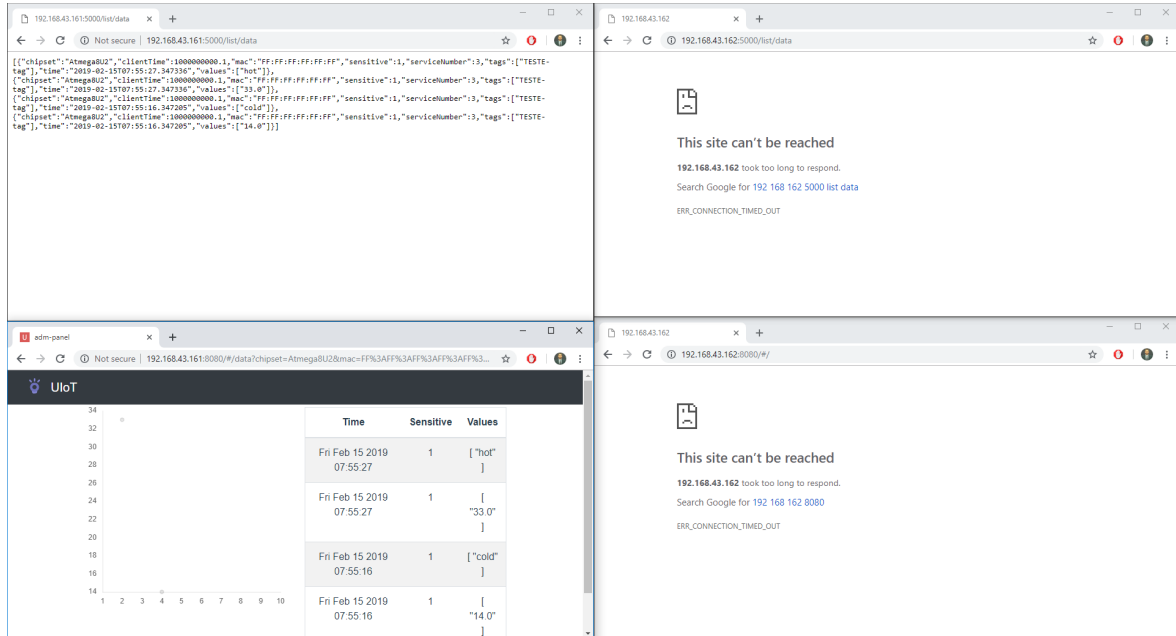 192.168.43.161:5000/list/data
Not secure | 192.168.43.161:5000/list/data
[{"chipset":"Atmega8U2","clientTime":1000000000.1,"mac":"FF:FF:FF:FF:FF:FF","sensitive":1,"serviceNumber":3,"tags":["TESTE-
tag"],"time":"2019-02-15T07:55:27.347336","values":["hot"]},
{"chipset":"Atmega8U2","clientTime":1000000000.1,"mac":"FF:FF:FF:FF:FF:FF","sensitive":1,"serviceNumber":3,"tags":["TESTE-
tag"],"time":"2019-02-15T07:55:27.347336","values":["33.0"]},
{"chipset":"Atmega8U2","clientTime":1000000000.1,"mac":"FF:FF:FF:FF:FF:FF","sensitive":1,"serviceNumber":3,"tags":["TESTE-
tag"],"time":"2019-02-15T07:55:16.347205","values":["cold"]},
{"chipset":"Atmega8U2","clientTime":1000000000.1,"mac":"FF:FF:FF:FF:FF:FF","sensitive":1,"serviceNumber":3,"tags":["TESTE-
tag"],"time":"2019-02-15T07:55:16.347205","values":["14.0"]}]
192.168.43.162
192.168.43.162:5000/list/data
This site can't be reached
192.168.43.162 took too long to respond.
Search Google for 192 168 162 5000 list data
ERR_CONNECTION_TIMED_OUT
U adm-panel
Not secure | 192.168.43.161:8080/#/data?chipset=Atmega8U2&mac=FF%3AFF%3AFF%3AFF%3AFF%3...
UIoT
34
32
30
28
26
24
22
20
18
16
14
1 2 3 4 5 6 7 8 9 10
Time Sensitive Values
Fri Feb 15 2019 1 [ "hot"
07:55:27 ]
Fri Feb 15 2019 1 [
07:55:27 "33.0"
]
Fri Feb 15 2019 1 [ "cold"
07:55:16 ]
Fri Feb 15 2019 1 [
07:55:16 "14.0"
]
192.168.43.162
192.168.43.162:8080/#/
This site can't be reached
192.168.43.162 took too long to respond.
Search Google for 192 168 162 8080
ERR_CONNECTION_TIMED_OUT